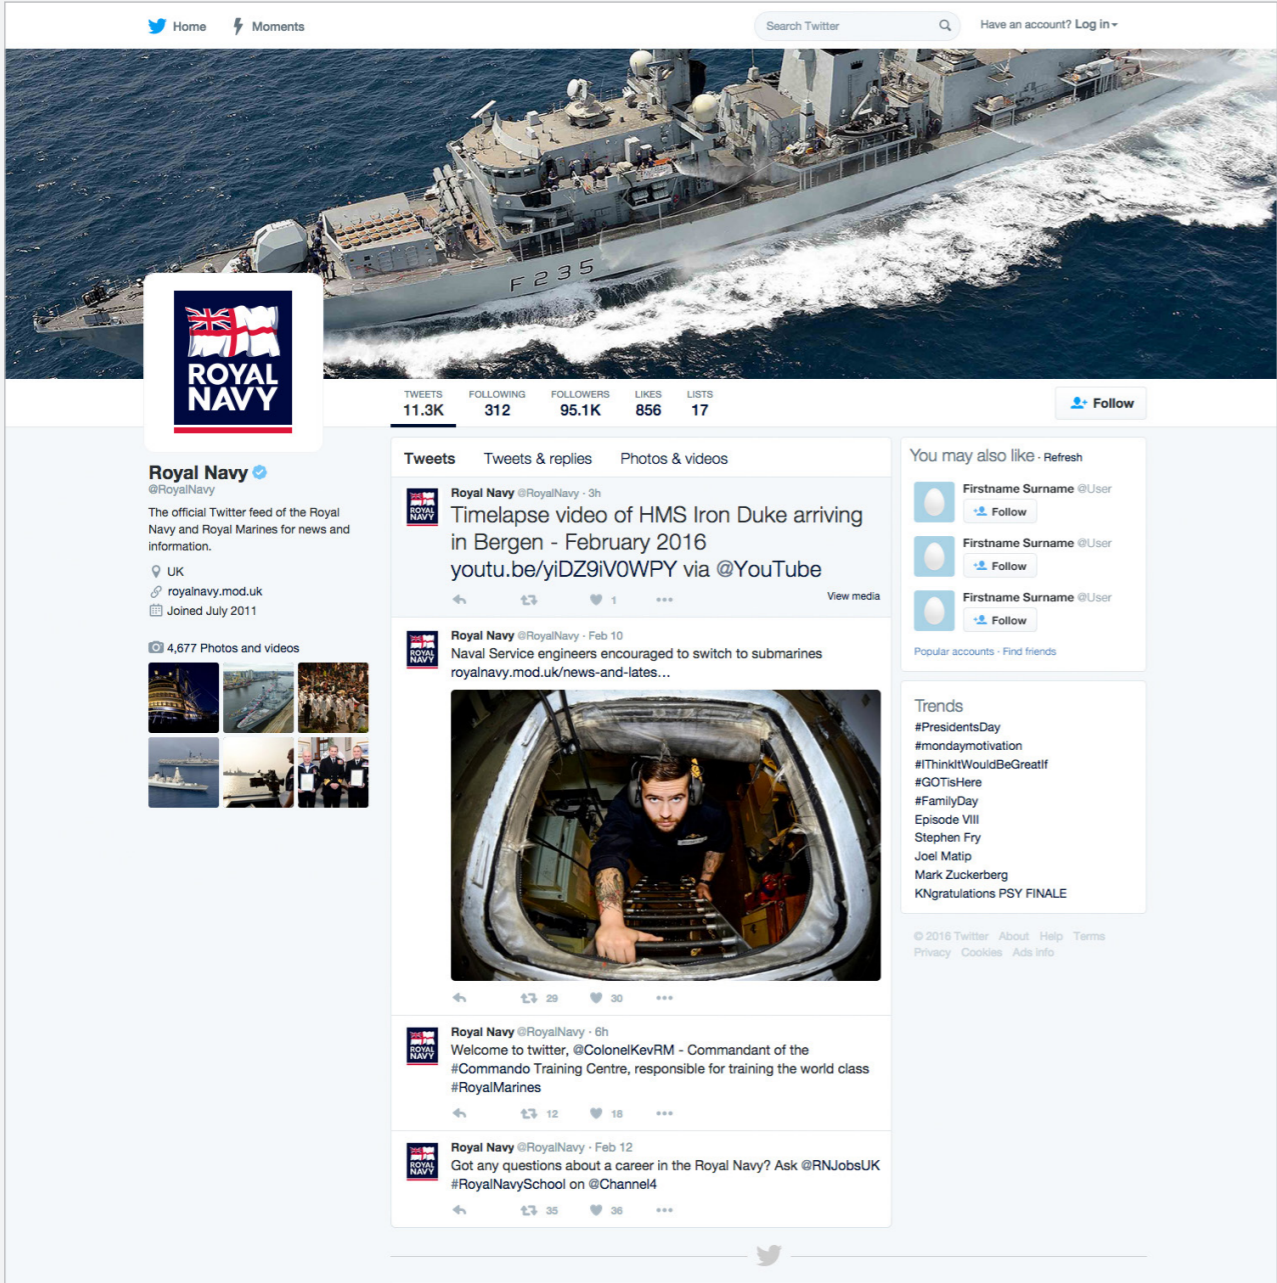 Home Moments Search Twitter Have an account? Log in
F235
ROYAL
NAVY
TWEETS FOLLOWING FOLLOWERS LIKES LISTS
11.3K 312 95.1K 856 17
Follow
Royal Navy
@RoyalNavy
The official Twitter feed of the Royal
Navy and Royal Marines for news and
information.
UK
royalnavy.mod.uk
Joined July 2011
4,677 Photos and videos
Tweets Tweets & replies Photos & videos
ROYAL
NAVY
Royal Navy @RoyalNavy · 3h
Timelapse video of HMS Iron Duke arriving
in Bergen - February 2016
youtu.be/yiDZ9iV0WPY via @YouTube
1 View media
ROYAL
NAVY
Royal Navy @RoyalNavy · Feb 10
Naval Service engineers encouraged to switch to submarines
royalnavy.mod.uk/news-and-lates…
29 30
ROYAL
NAVY
Royal Navy @RoyalNavy · 6h
Welcome to twitter, @ColonelKevRM - Commandant of the
#Commando Training Centre, responsible for training the world class
#RoyalMarines
12 18
ROYAL
NAVY
Royal Navy @RoyalNavy · Feb 12
Got any questions about a career in the Royal Navy? Ask @RNJobsUK
#RoyalNavySchool on @Channel4
35 36
You may also like · Refresh
Firstname Surname @User
Follow
Firstname Surname @User
Follow
Firstname Surname @User
Follow
Popular accounts · Find friends
Trends
#PresidentsDay
#mondaymotivation
#IThinkItWouldBeGreatIf
#GOTisHere
#FamilyDay
Episode VIII
Stephen Fry
Joel Matip
Mark Zuckerberg
KNgratulations PSY FINALE
© 2016 Twitter About Help Terms
Privacy Cookies Ads info